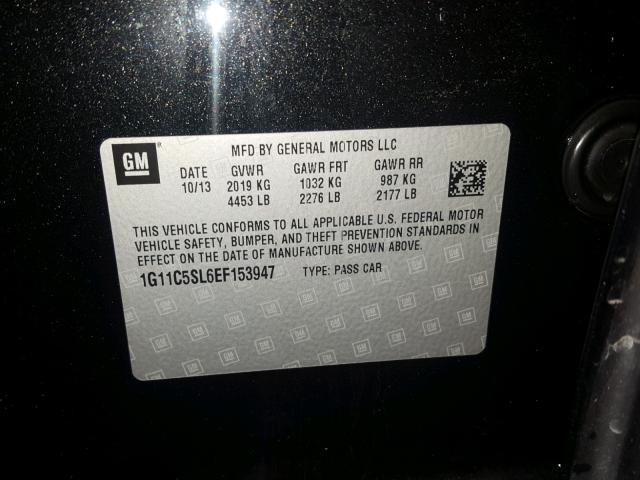 GM
MFD BY GENERAL MOTORS LLC
DATE GVWR GAWR FRT GAWR RR
10/13 2019 KG 1032 KG 987 KG
4453 LB 2276 LB 2177 LB
THIS VEHICLE CONFORMS TO ALL APPLICABLE U.S. FEDERAL MOTOR
VEHICLE SAFETY, BUMPER, AND THEFT PREVENTION STANDARDS IN
EFFECT ON THE DATE OF MANUFACTURE SHOWN ABOVE.
1G11C5SL6EF153947 TYPE: PASS CAR